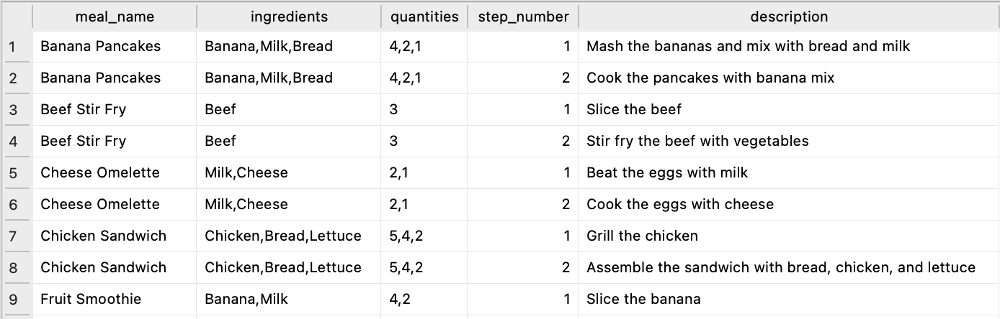 meal_name ingredients quantities step_number description
1 Banana Pancakes Banana,Milk,Bread 4,2,1 1 Mash the bananas and mix with bread and milk
2 Banana Pancakes Banana,Milk,Bread 4,2,1 2 Cook the pancakes with banana mix
3 Beef Stir Fry Beef 3 1 Slice the beef
4 Beef Stir Fry Beef 3 2 Stir fry the beef with vegetables
5 Cheese Omelette Milk,Cheese 2,1 1 Beat the eggs with milk
6 Cheese Omelette Milk,Cheese 2,1 2 Cook the eggs with cheese
7 Chicken Sandwich Chicken,Bread,Lettuce 5,4,2 1 Grill the chicken
8 Chicken Sandwich Chicken,Bread,Lettuce 5,4,2 2 Assemble the sandwich with bread, chicken, and lettuce
9 Fruit Smoothie Banana,Milk 4,2 1 Slice the banana